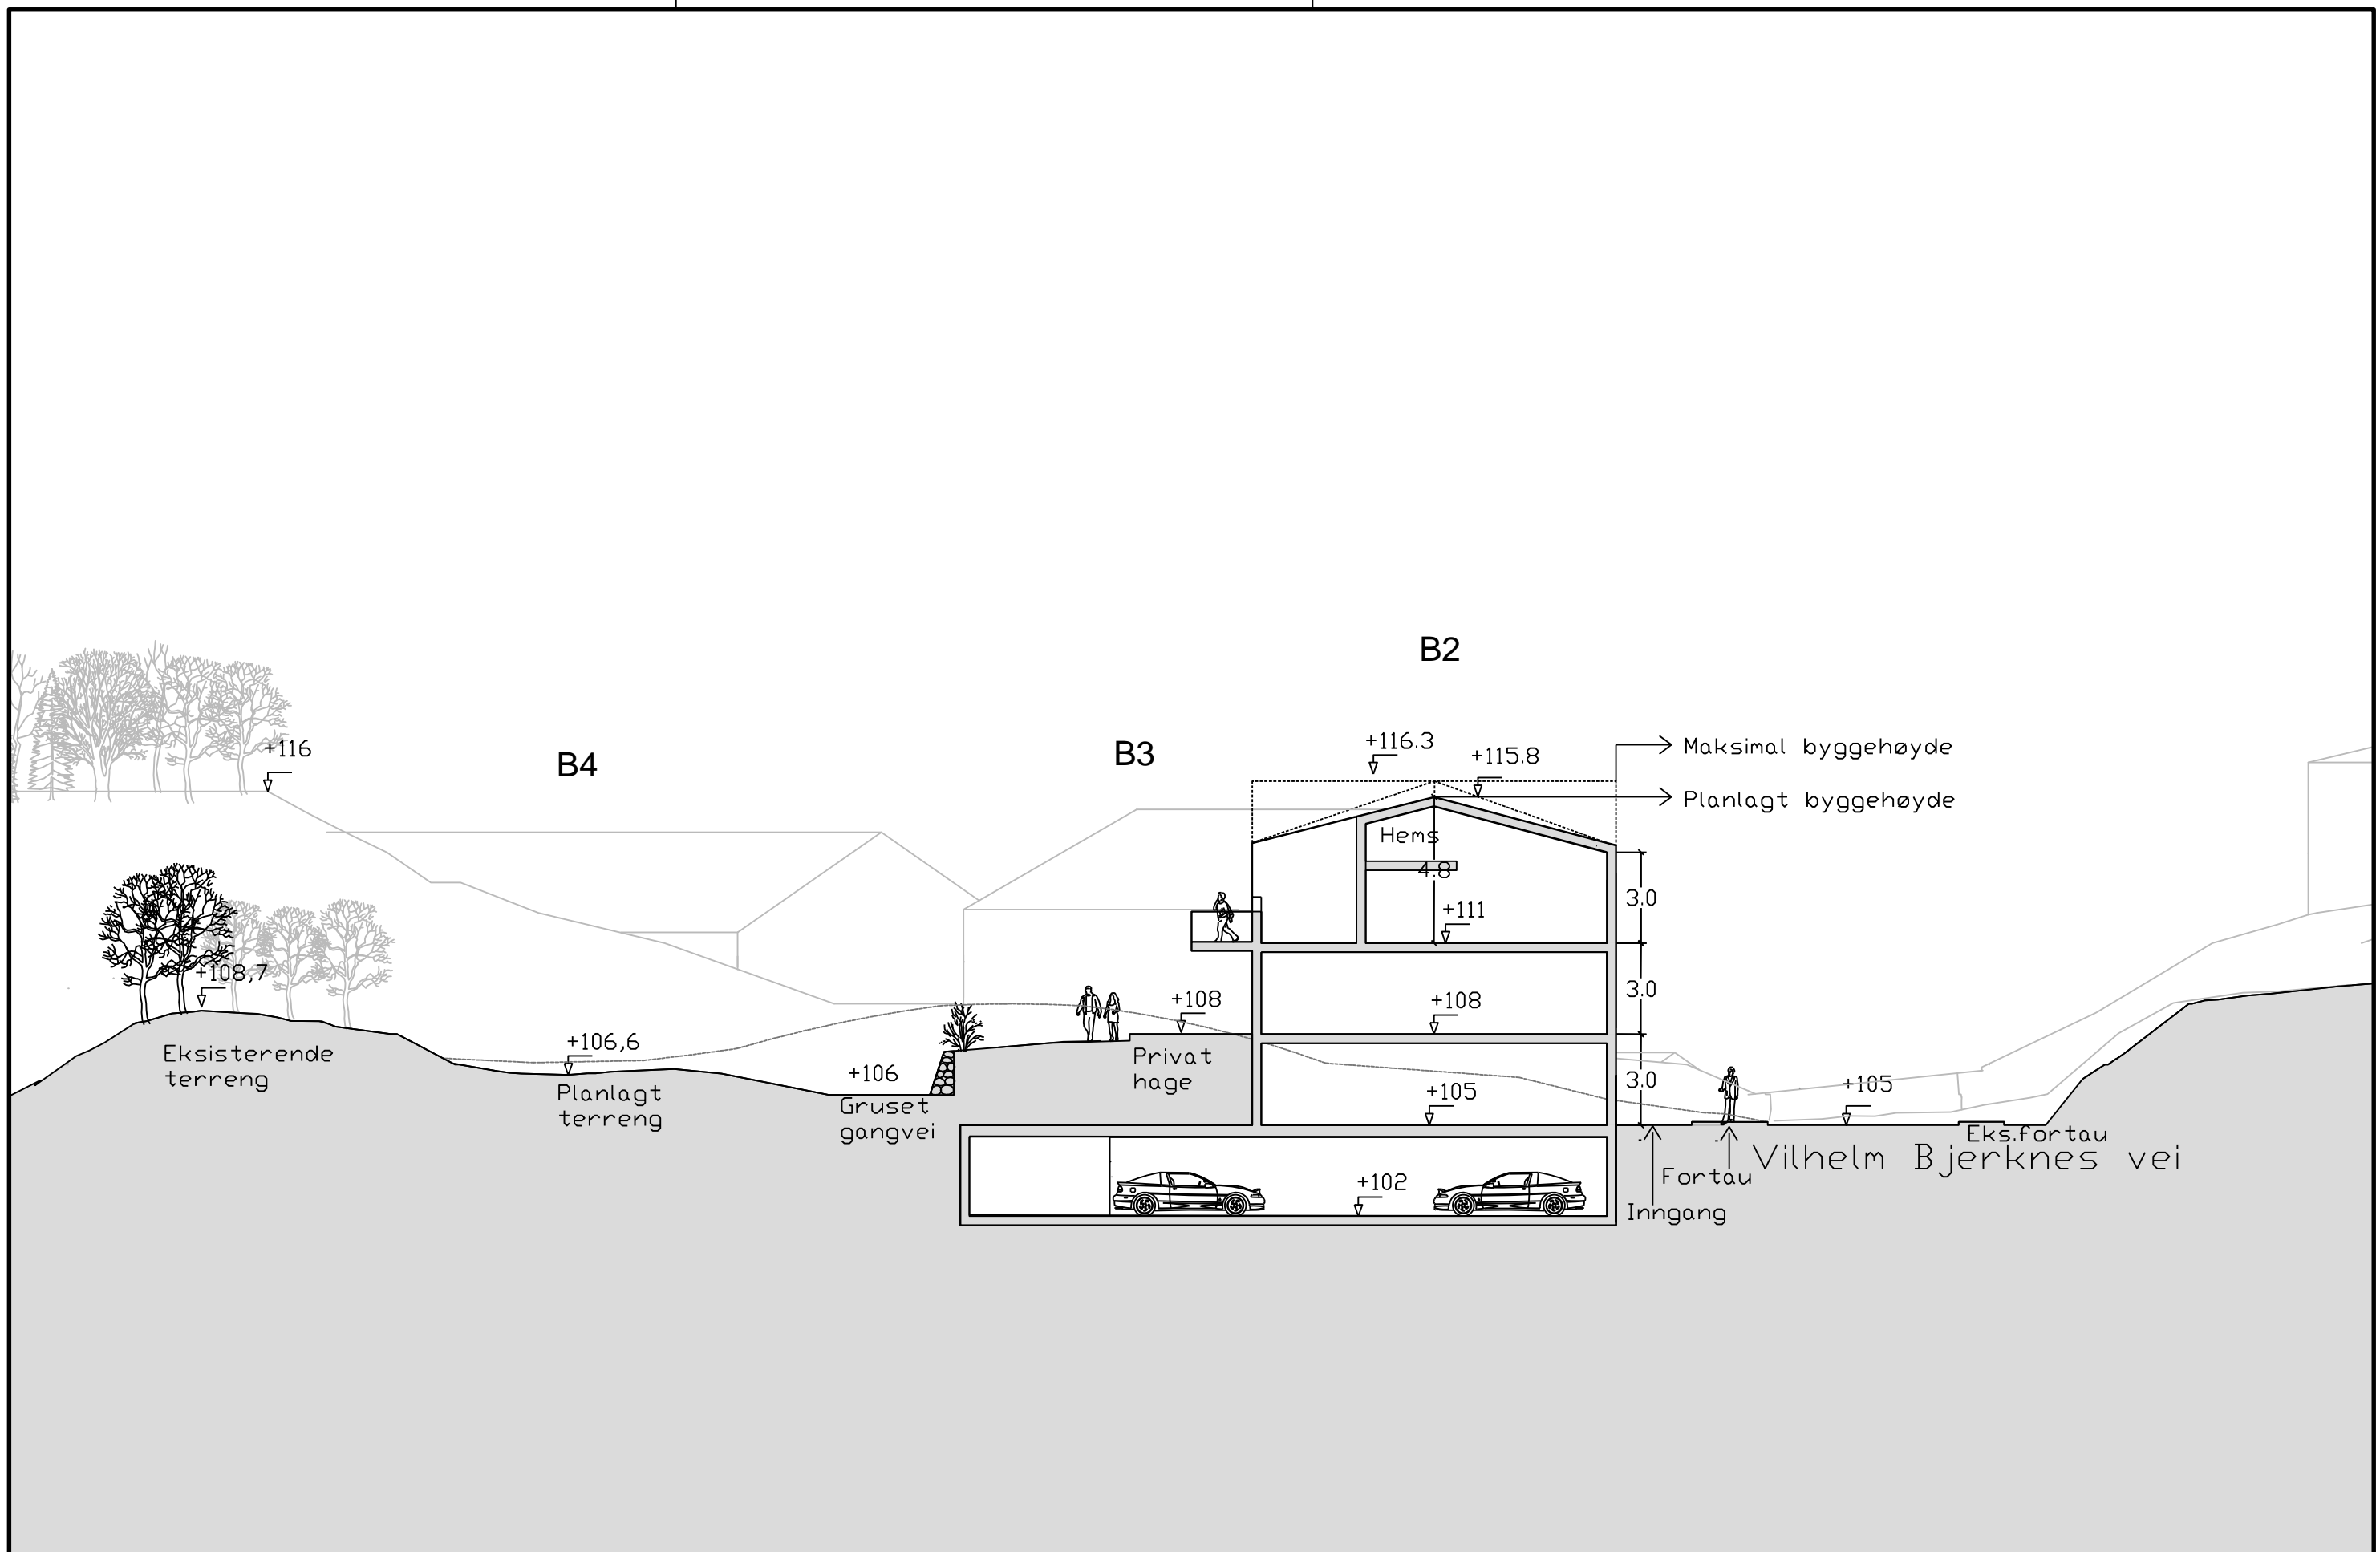 B2
+116.3
+116
B4
B3
+115.8
Maksimal byggehøyde
Planlagt byggehøyde
Hems
4.8
3.0
+111
+108,7
+108
+108
3.0
Eksisterende
terreng
+106,6
Planlagt
terreng
+106
Gruset
gangvei
Privat
hage
+105
3.0
+105
Eks.fortau
Vilhelm Bjerknes vei
Fortau
+102
Inngang